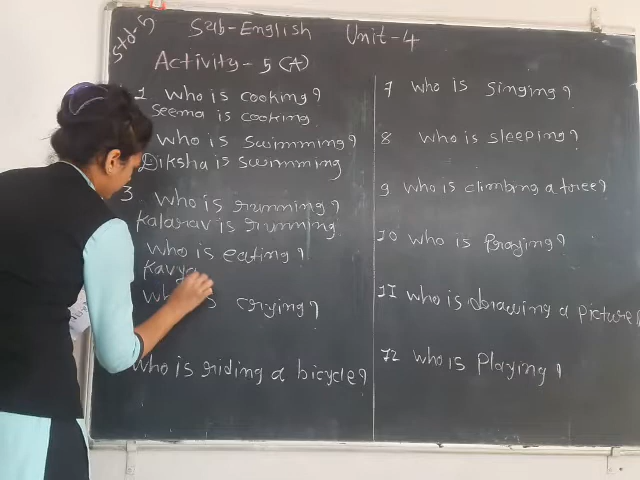 Std-5
Sub-English
Unit-4
Activity-5(A)
1 who is cooking?
Seema is cooking
who is swimming?
Diksha is swimming
3 who is running?
Kalarav is running
who is eating?
Kavya
is crying?
who is riding a bicycle?
7 who is singing?
8 who is sleeping?
9 who is climbing a tree?
10 who is Praying?
11 who is drawing a picture
12 who is playing?